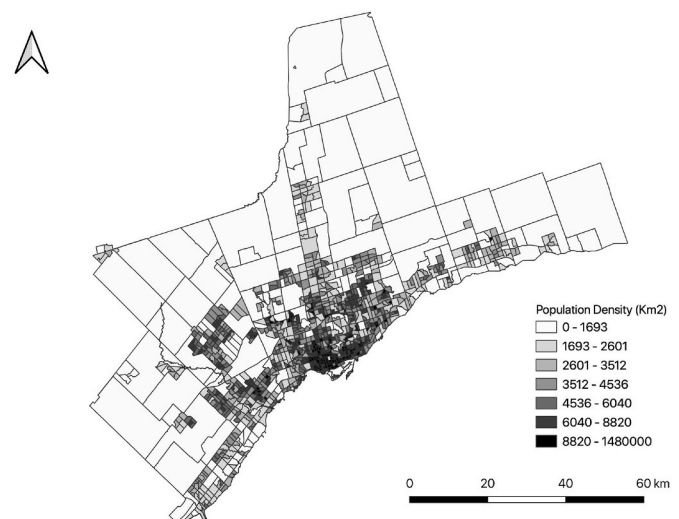 Population Density (Km2)
0 - 1693
1693 - 2601
2601 - 3512
3512 - 4536
4536 - 6040
6040 - 8820
8820 - 1480000
0 20 40 60 km